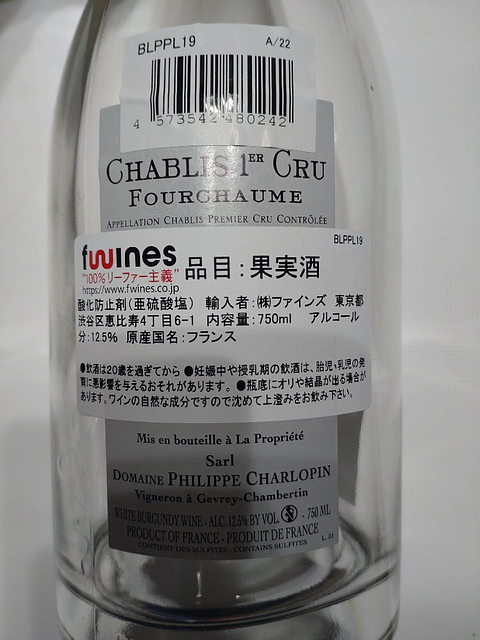 BLPPL19 A/22
4 573542 480242
CHABLIS 1ER CRU
FOURCHAUME
APPELLATION CHABLIS PREMIER CRU CONTRÔLÉE
BLPPL19
fwines
"100%リーファー主義" 品目:果実酒
https://www.fwines.co.jp
酸化防止剤(亜硫酸塩) 輸入者:㈱ファインズ 東京都
渋谷区恵比寿4丁目6-1 内容量:750ml アルコール
分:12.5% 原産国名:フランス
●飲酒は20歳を過ぎてから ●妊娠中や授乳期の飲酒は、胎児・乳児の発
育に悪影響を与えるおそれがあります。 ●瓶底にオリや結晶が出る場合が
あります。ワインの自然な成分ですので沈めて上澄みをお飲み下さい。
Mis en bouteille à La Propriété
Sarl
DOMAINE PHILIPPE CHARLOPIN
Vigneron à Gevrey-Chambertin
WHITE BURGUNDY WINE - ALC. 12.5% BY VOL. - 750 ML
PRODUCT OF FRANCE - PRODUIT DE FRANCE
CONTIENT DES SULFITES - CONTAINS SULFITES L. 01